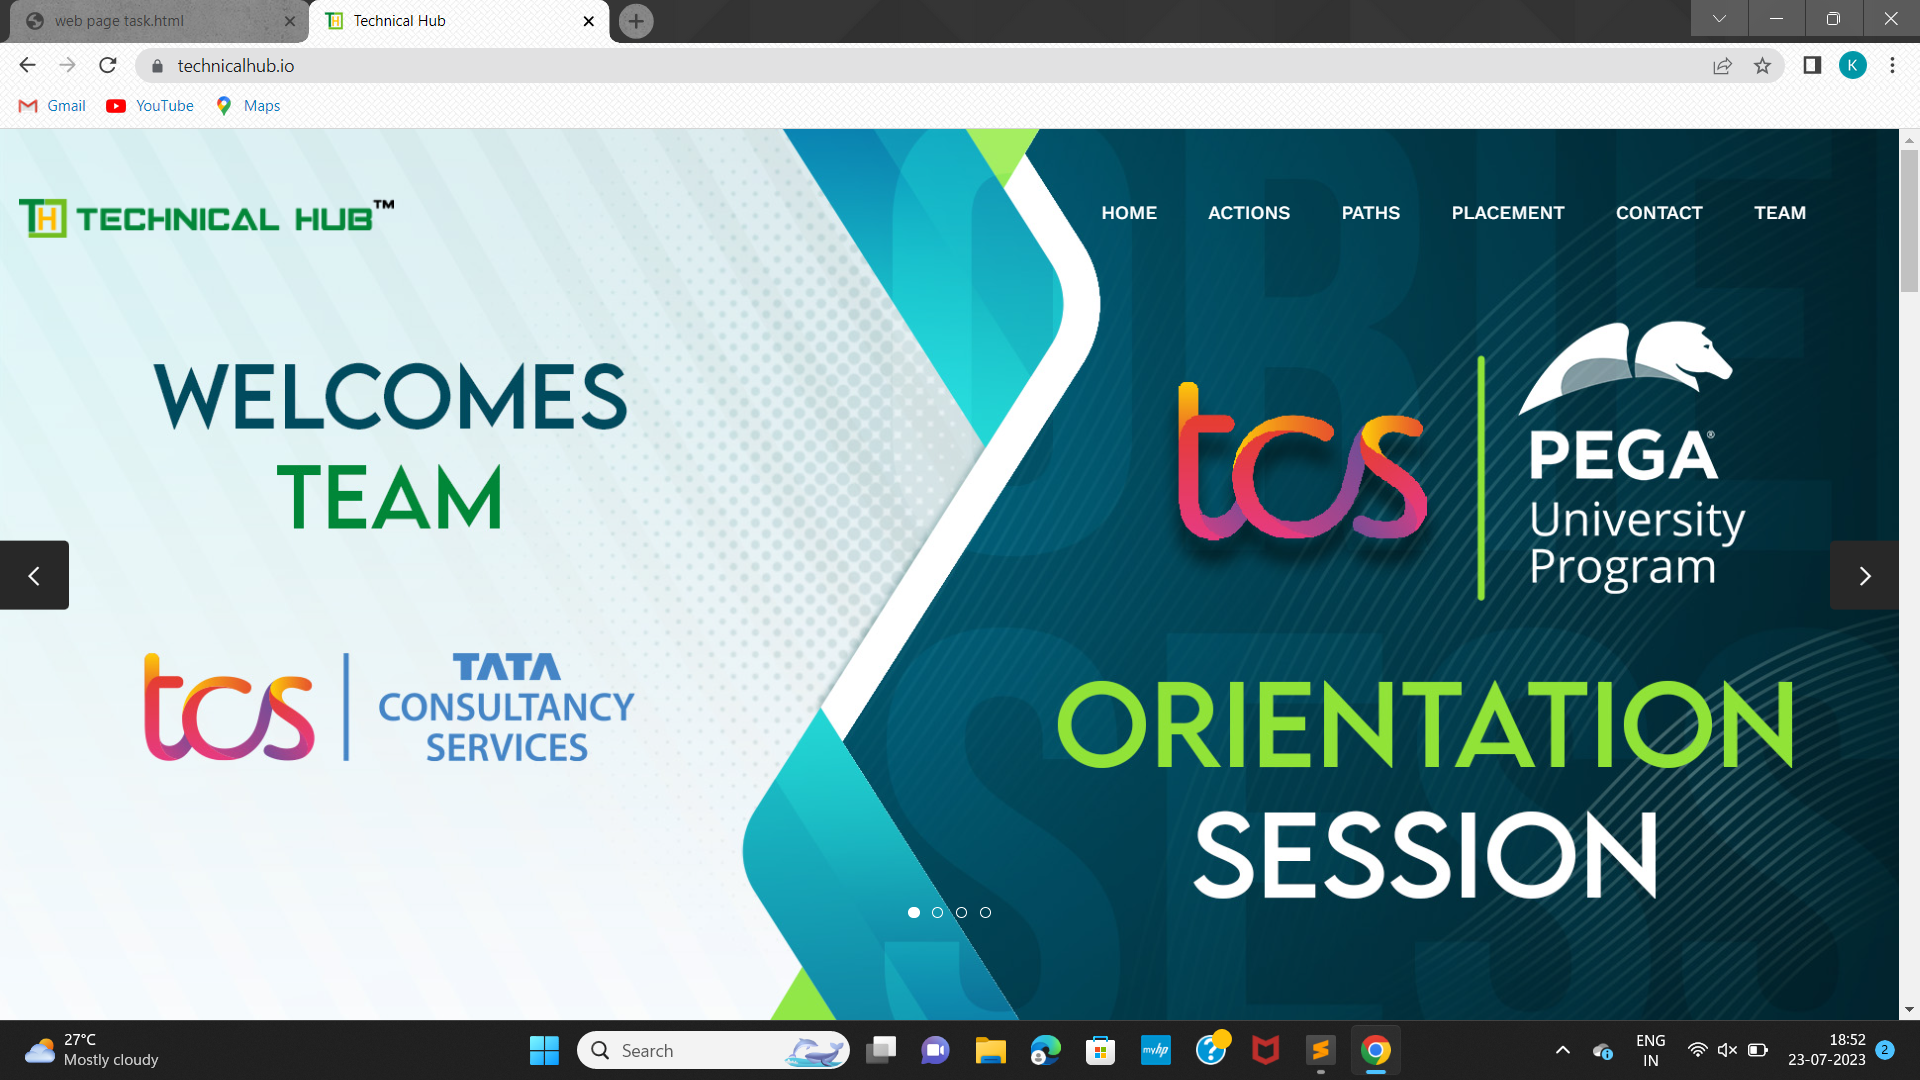 web page task.html
Technical Hub
technicalhub.io
K
Gmail
YouTube
Maps
TH TECHNICAL HUB™
HOME
ACTIONS
PATHS
PLACEMENT
CONTACT
TEAM
WELCOMES
TEAM
tcs
TATA
CONSULTANCY
SERVICES
tcs
PEGA®
University
Program
ORIENTATION
SESSION
27°C
Mostly cloudy
Search
myhp
ENG
IN
18:52
23-07-2023
2